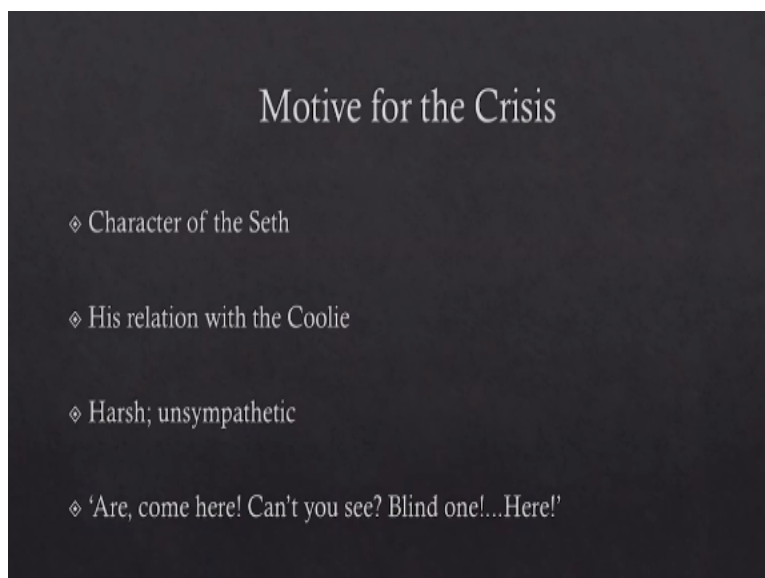 Motive for the Crisis
Character of the Seth
His relation with the Coolie
Harsh; unsympathetic
‘Are, come here! Can’t you see? Blind one!...Here!’